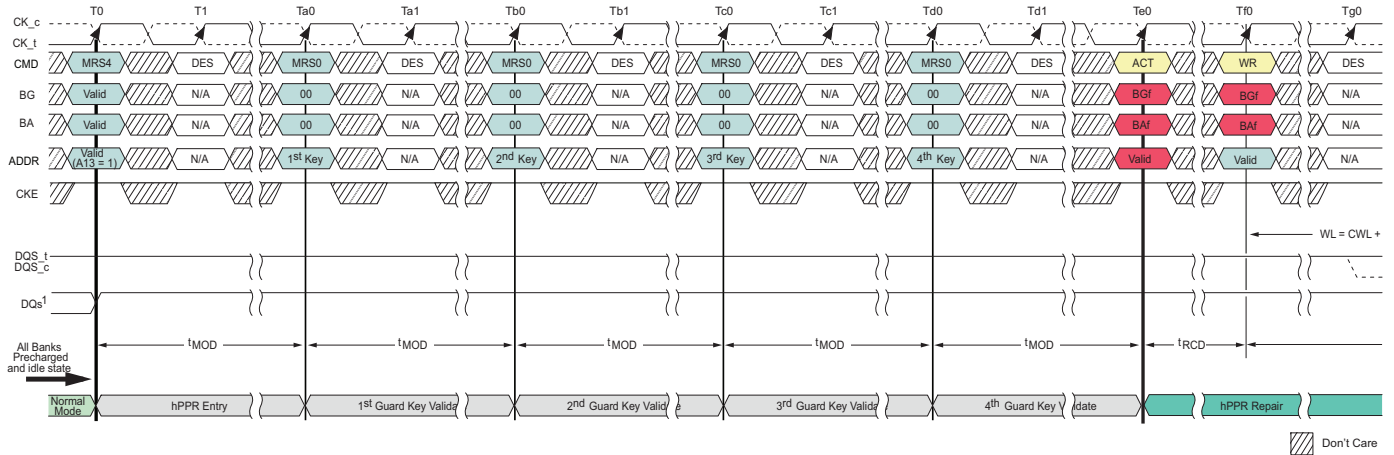 T0 T1 Ta0 Ta1 Tb0 Tb1 Tc0 Tc1 Td0 Td1 Te0 Tf0 Tg0
CK_c
CK_t
CMD MRS4 DES MRS0 DES MRS0 DES MRS0 DES MRS0 DES ACT WR DES
BG Valid N/A 00 N/A 00 N/A 00 N/A 00 N/A BGf BGf N/A
BA Valid N/A 00 N/A 00 N/A 00 N/A 00 N/A BAf BAf N/A
ADDR Valid (A13 = 1) N/A 1st Key N/A 2nd Key N/A 3rd Key N/A 4th Key N/A Valid Valid N/A
CKE
WL = CWL +
DQS_t
DQS_c
DQs1
tMOD tMOD tMOD tMOD tMOD tRCD
All Banks
Precharged
and idle state
Normal Mode hPPR Entry 1st Guard Key Valida 2nd Guard Key Valid e 3rd Guard Key Valida 4th Guard Key V idate hPPR Repair
Don't Care